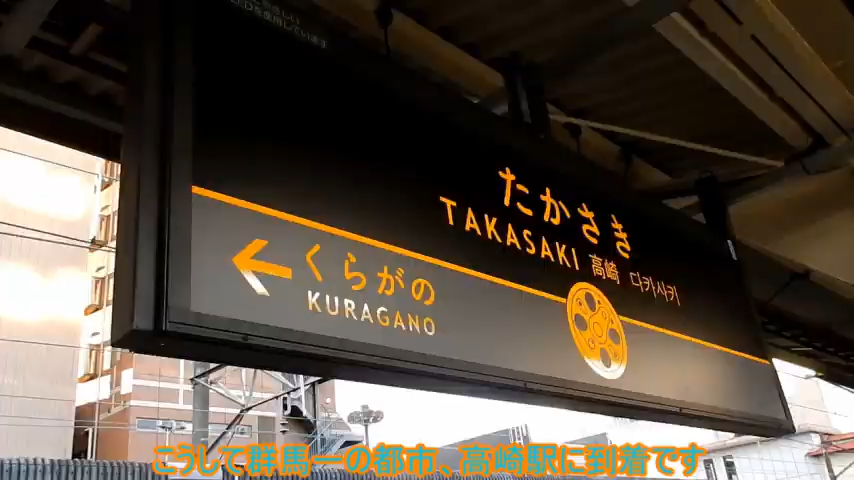 たかさき
TAKASAKI 高崎 다카사키
くらがの
KURAGANO
こうして群馬一の都市、高崎駅に到着です